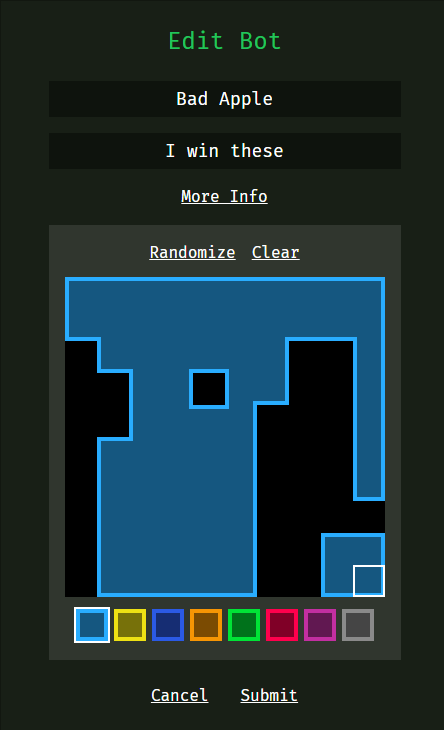 Edit Bot
Bad Apple
I win these
More Info
Randomize Clear
Cancel Submit